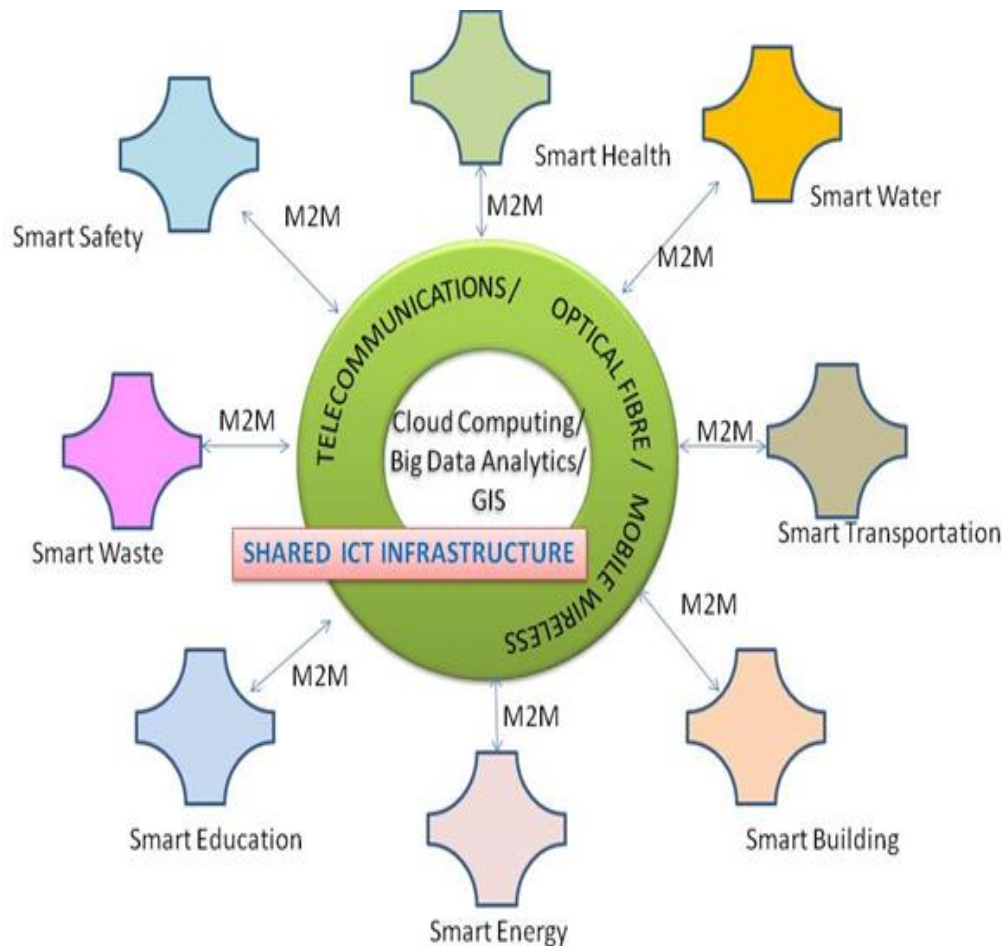 Smart Health
M2M
Smart Water
M2M
Smart Safety
M2M
TELECOMMUNICATIONS/ OPTICAL FIBRE / MOBILE WIRELESS
Cloud Computing/
Big Data Analytics/
GIS
SHARED ICT INFRASTRUCTURE
M2M
Smart Waste
M2M
Smart Transportation
M2M
Smart Education
M2M
Smart Building
M2M
Smart Energy